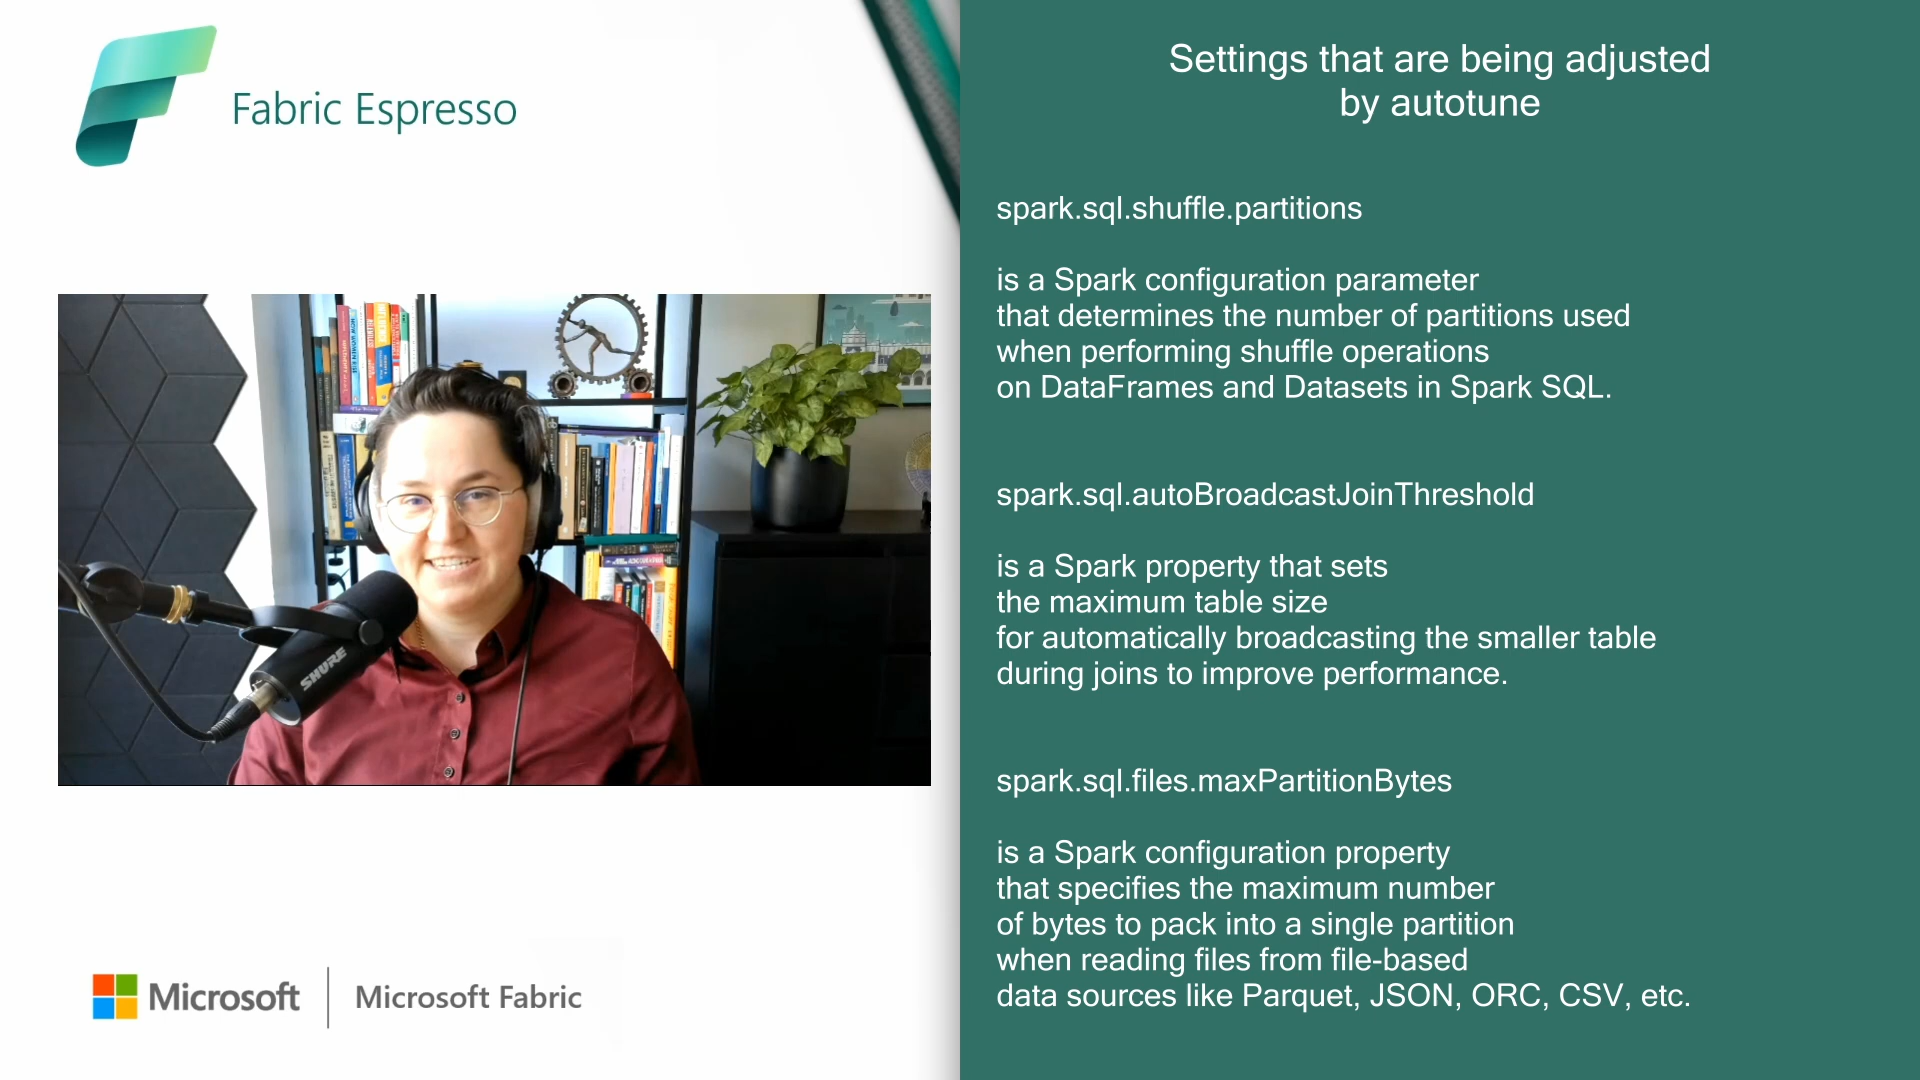 Fabric Espresso
SHURE
Microsoft
Microsoft Fabric
Settings that are being adjusted
by autotune
spark.sql.shuffle.partitions
is a Spark configuration parameter
that determines the number of partitions used
when performing shuffle operations
on DataFrames and Datasets in Spark SQL.
spark.sql.autoBroadcastJoinThreshold
is a Spark property that sets
the maximum table size
for automatically broadcasting the smaller table
during joins to improve performance.
spark.sql.files.maxPartitionBytes
is a Spark configuration property
that specifies the maximum number
of bytes to pack into a single partition
when reading files from file-based
data sources like Parquet, JSON, ORC, CSV, etc.